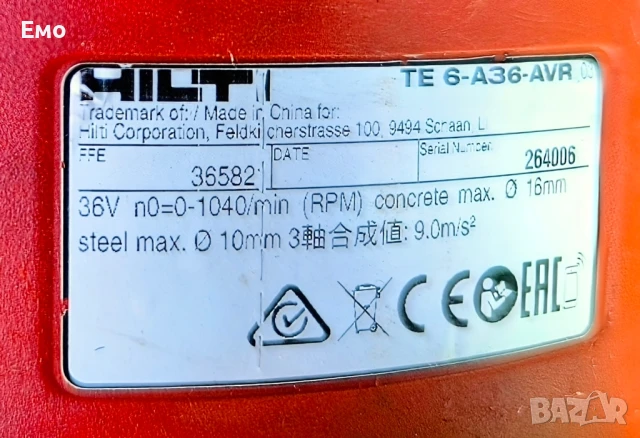 Emo
HILTI
TE 6-A36-AVR 03
Trademark of: / Made in China for:
Hilti Corporation, Feldkircherstrasse 100, 9494 Schaan, LI
DATE
Serial Number:
36582
264006
36V n0=0-1040/min (RPM) concrete max. Ø 16mm
steel max. Ø 10mm 3軸合成値: 9.0m/s²
CE EAC
BAZAR